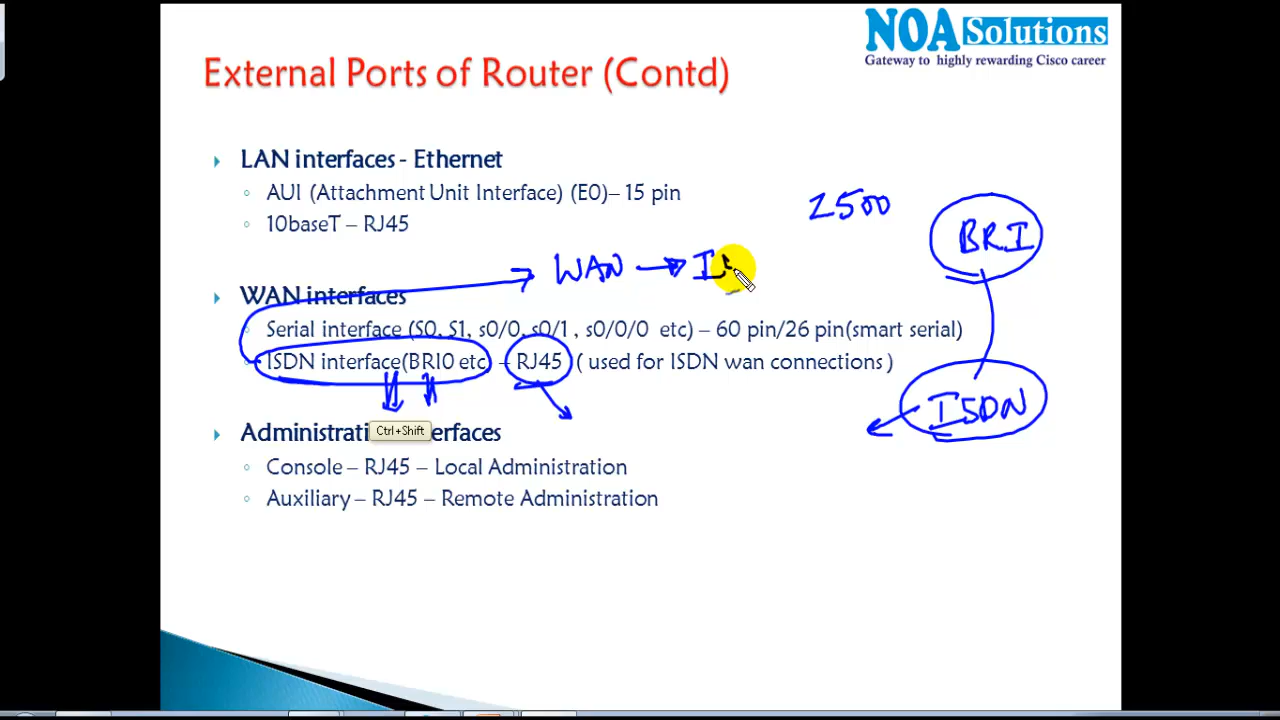 NOA Solutions
Gateway to highly rewarding Cisco career
External Ports of Router (Contd)
LAN interfaces - Ethernet
AUI (Attachment Unit Interface) (E0)– 15 pin
10baseT – RJ45
2500
BRI
WAN
WAN interfaces
Serial interface (S0, S1, s0/0, s0/1 , s0/0/0 etc) – 60 pin/26 pin(smart serial)
ISDN interface(BRI0 etc – RJ45 ( used for ISDN wan connections )
ISDN
Ctrl+Shift
Administrati erfaces
Console – RJ45 – Local Administration
Auxiliary – RJ45 – Remote Administration